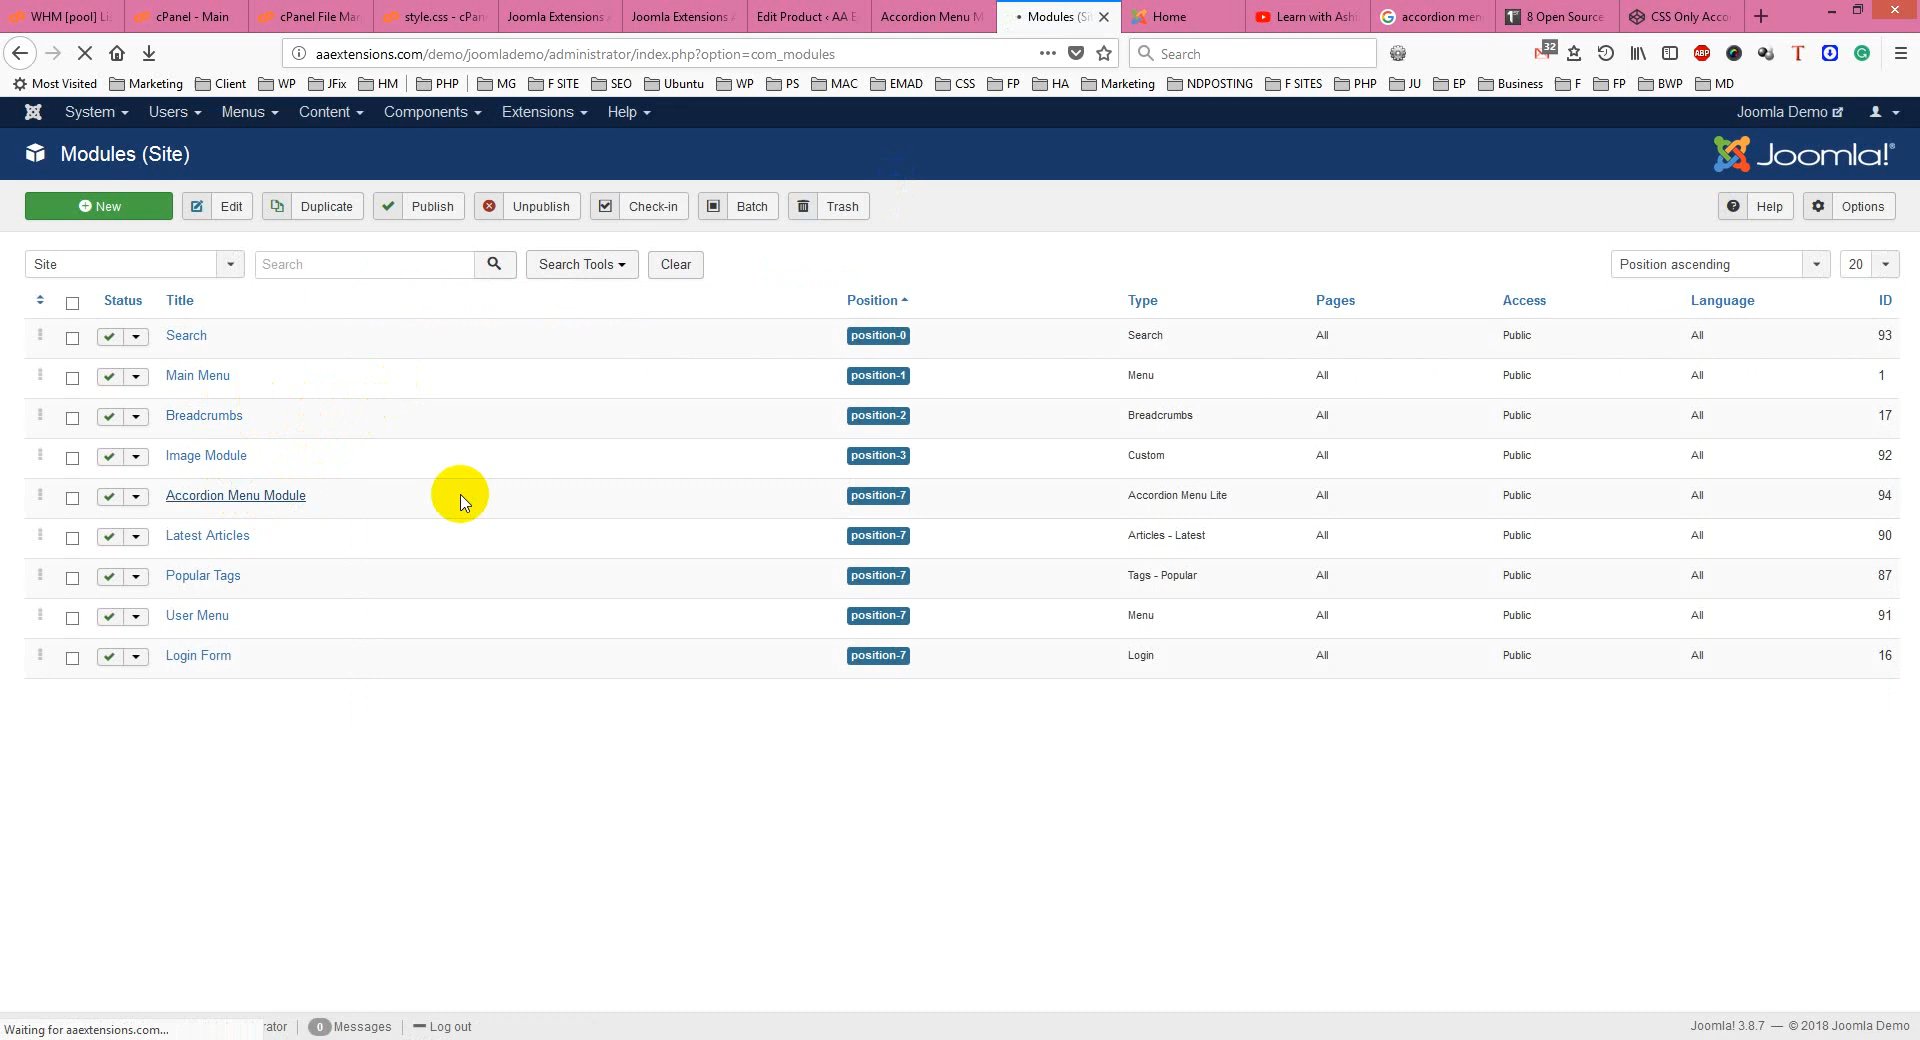 WHM [pool] Li
cPanel - Main
cPanel File Ma
style.css - cPan
Joomla Extensions
Joomla Extensions
Edit Product ‹ AA E
Accordion Menu M
Modules (Si
Home
Learn with Ash
accordion men
8 Open Source
CSS Only Acco
aaextensions.com/demo/joomlademo/administrator/index.php?option=com_modules
Search
32
ABP
Most Visited
Marketing
Client
WP
JFix
HM
PHP
MG
F SITE
SEO
Ubuntu
WP
PS
MAC
EMAD
CSS
FP
HA
Marketing
NDPOSTING
F SITES
PHP
JU
EP
Business
F
FP
BWP
MD
System
Users
Menus
Content
Components
Extensions
Help
Joomla Demo
Modules (Site)
Joomla!®
New
Edit
Duplicate
Publish
Unpublish
Check-in
Batch
Trash
Help
Options
Site
Search
Search Tools
Clear
Position ascending
20
Status Title Position Type Pages Access Language ID
Search position-0 Search All Public All 93
Main Menu position-1 Menu All Public All 1
Breadcrumbs position-2 Breadcrumbs All Public All 17
Image Module position-3 Custom All Public All 92
Accordion Menu Module position-7 Accordion Menu Lite All Public All 94
Latest Articles position-7 Articles - Latest All Public All 90
Popular Tags position-7 Tags - Popular All Public All 87
User Menu position-7 Menu All Public All 91
Login Form position-7 Login All Public All 16
Waiting for aaextensions.com...
rator
0 Messages
Log out
Joomla! 3.8.7 — © 2018 Joomla Demo